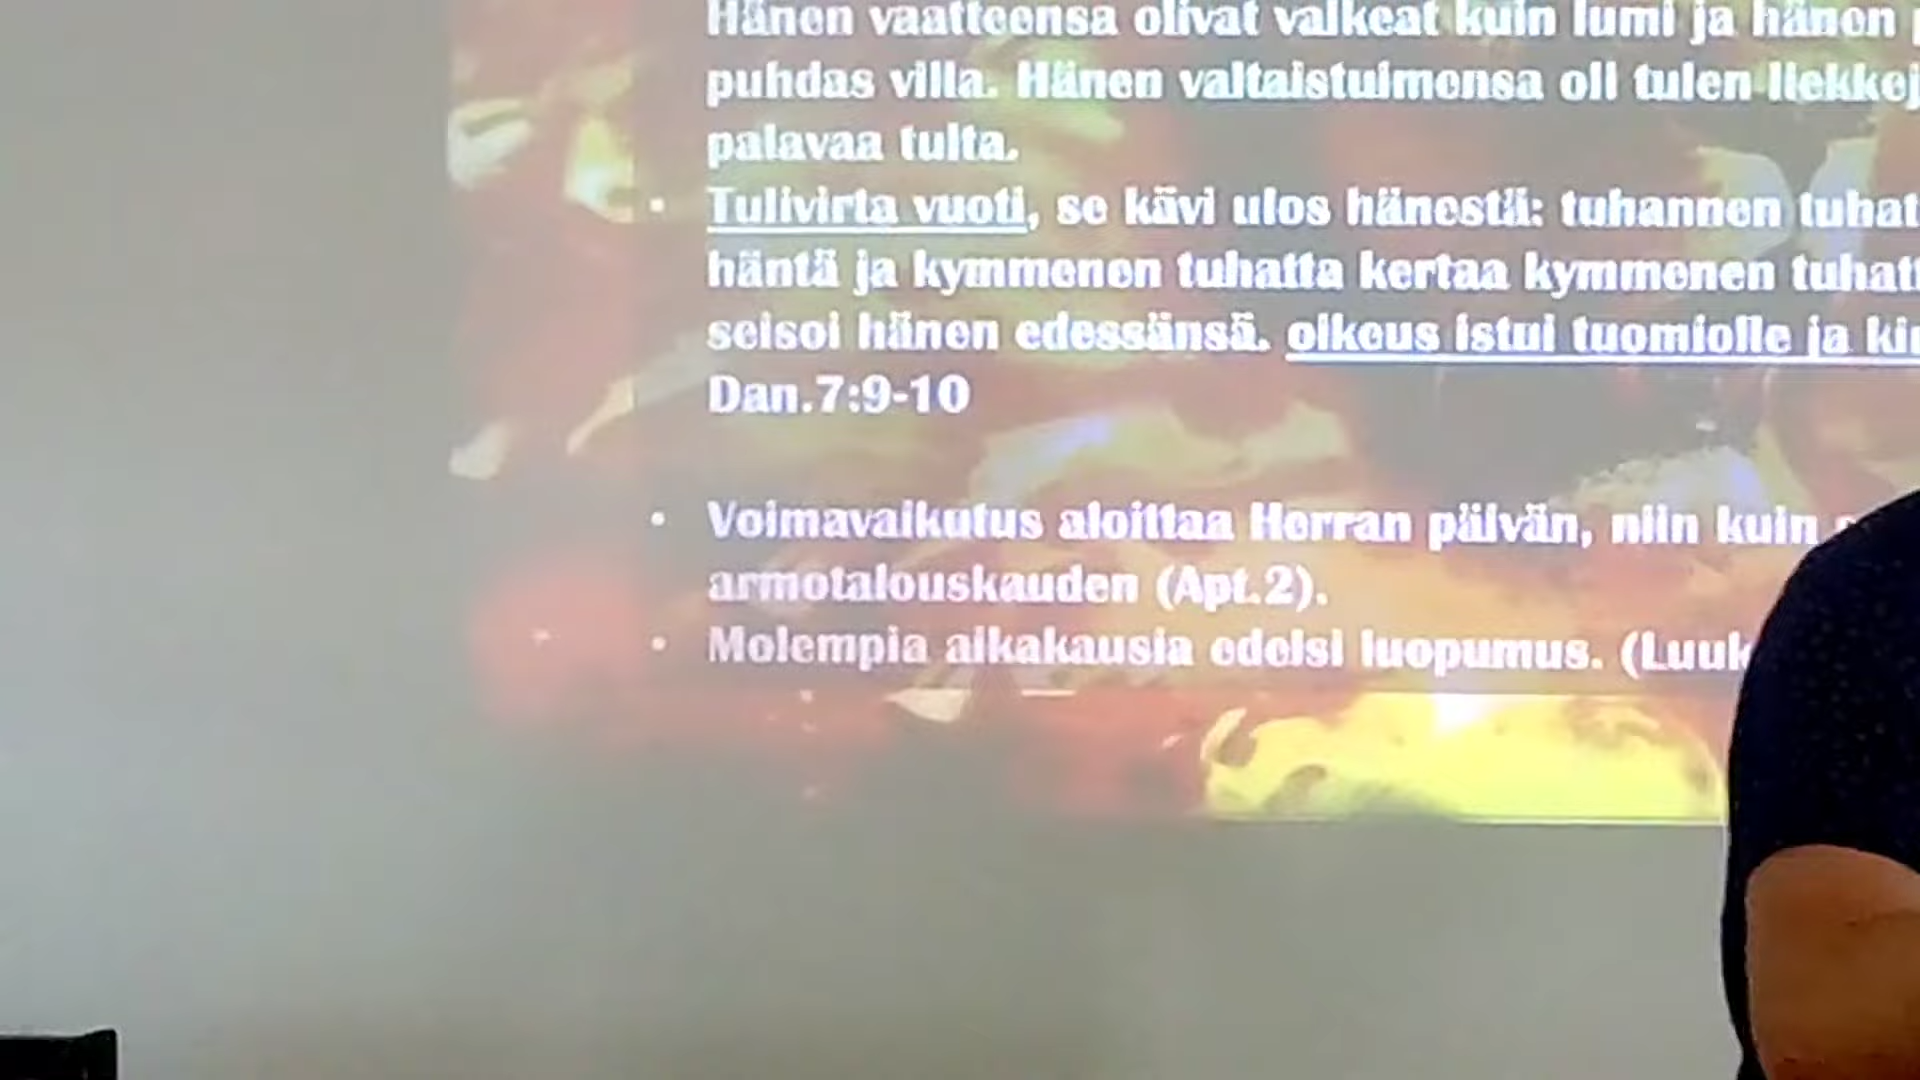 Hänen vaatteensa olivat valkeat kuin lumi ja hänen
puhdas villa. Hänen valtaistuimensa oli tulen liekkej
palavaa tulta.
• Tulivirta vuoti, se kävi ulos hänestä: tuhannen tuhat
häntä ja kymmenen tuhatta kertaa kymmenen tuhatt
seisoi hänen edessänsä. oikeus istui tuomiolle ja kir
Dan.7:9-10
• Voimavaikutus aloittaa Herran päivän, niin kuin
armotalouskauden (Apt.2).
• Molempia aikakausia edelsi luopumus. (Luuk